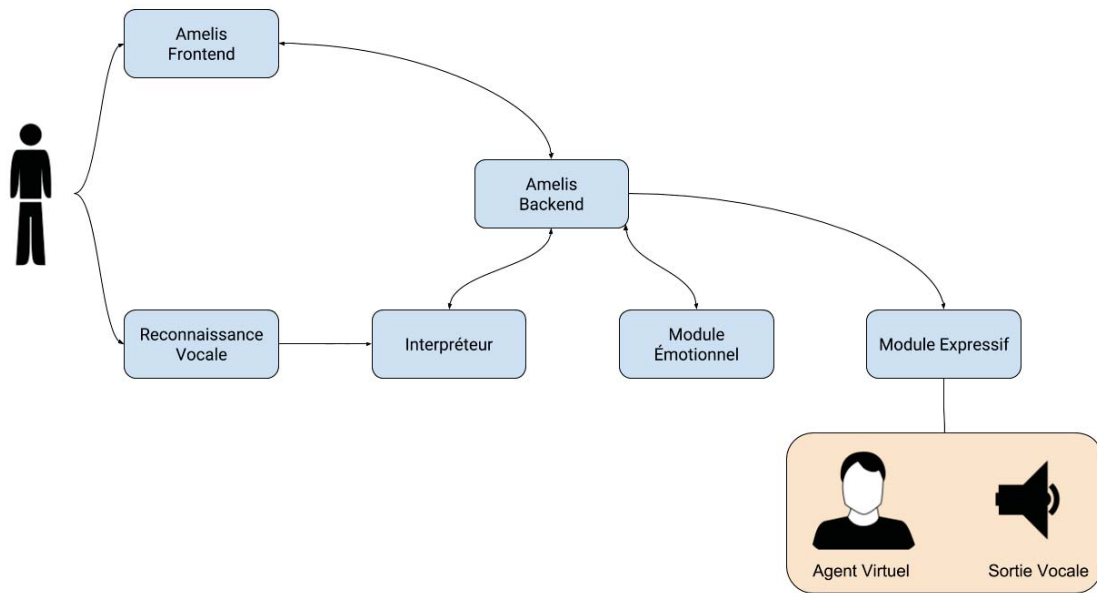 Amelis
Frontend
Amelis
Backend
Reconnaissance
Vocale
Interpréteur
Module
Émotionnel
Module Expressif
Agent Virtuel
Sortie Vocale